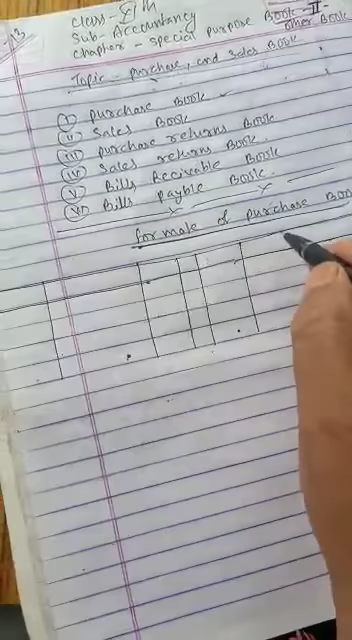 class - 11th
Sub - Accountancy
chapter - special purpose Book - II -
other Book
Topic - purchase, and sales Book
(i) purchase Book
(ii) Sales Book
(iii) purchase returns Book
(iv) Sales returns Book.
(v) Bills Receivable Book
(vi) Bills payble Book.
formate of purchase Boo